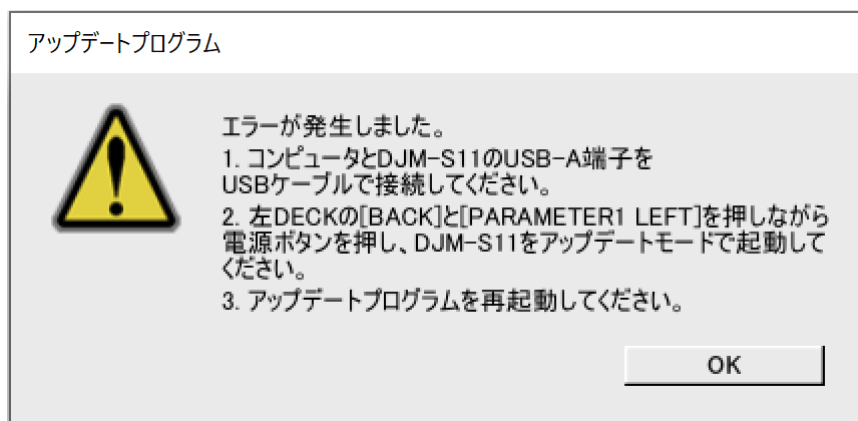 アップデートプログラム
エラーが発生しました。
1. コンピュータとDJM-S11のUSB-A端子を
USBケーブルで接続してください。
2. 左DECKの[BACK]と[PARAMETER1 LEFT]を押しながら
電源ボタンを押し、DJM-S11をアップデートモードで起動して
ください。
3. アップデートプログラムを再起動してください。
OK